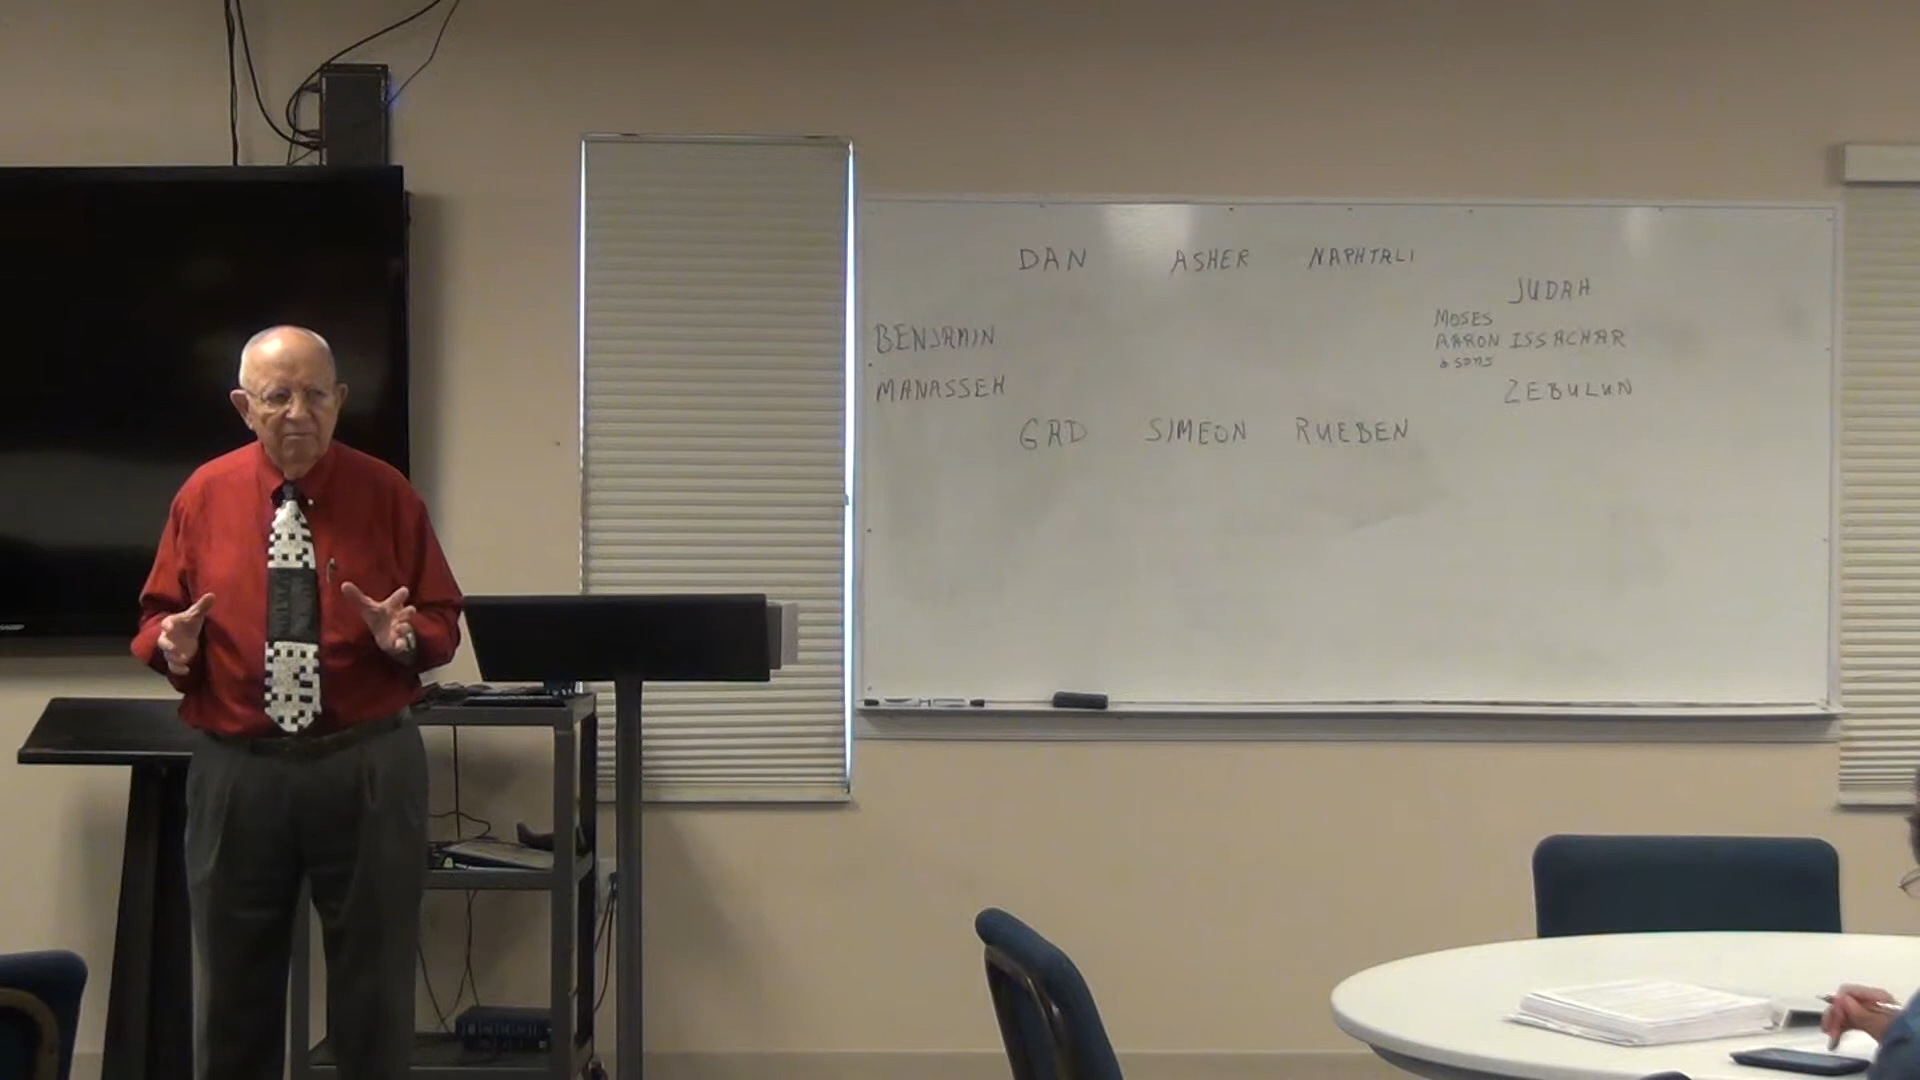 DAN ASHER NAPHTALI
JUDAH
MOSES
BENJAMIN AARON ISSACHAR
& SONS
MANASSEH ZEBULUN
GAD SIMEON RUEBEN